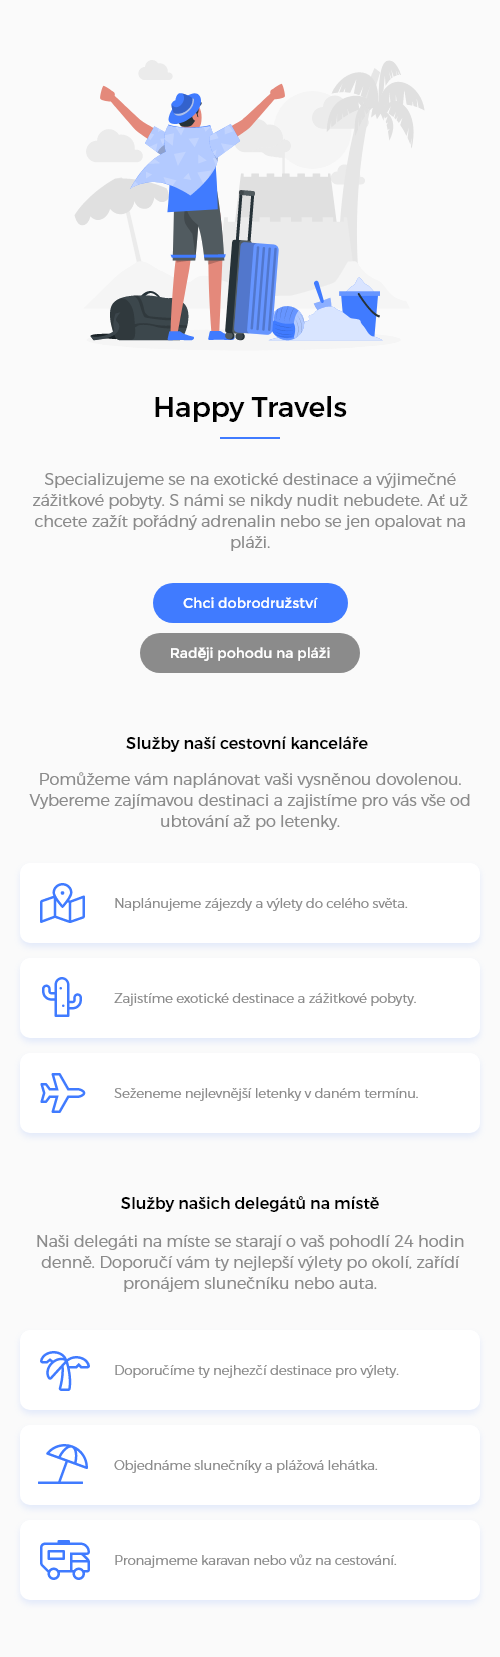 Happy Travels
Specializujeme se na exotické destinace a výjimečné
zážitkové pobyty. S námi se nikdy nudit nebudete. Ať už
chcete zažít pořádný adrenalin nebo se jen opalovat na
pláži.
Chci dobrodružství
Raději pohodu na pláži
Služby naší cestovní kanceláře
Pomůžeme vám naplánovat vaši vysněnou dovolenou.
Vybereme zajímavou destinaci a zajistíme pro vás vše od
ubtování až po letenky.
Naplánujeme zájezdy a výlety do celého světa.
Zajistíme exotické destinace a zážitkové pobyty.
Seženeme nejlevnější letenky v daném termínu.
Služby našich delegátů na místě
Naši delegáti na míste se starají o vaš pohodlí 24 hodin
denně. Doporučí vám ty nejlepší výlety po okolí, zařídí
pronájem slunečníku nebo auta.
Doporučíme ty nejhezčí destinace pro výlety.
Objednáme slunečníky a plážová lehátka.
Pronajmeme karavan nebo vůz na cestování.